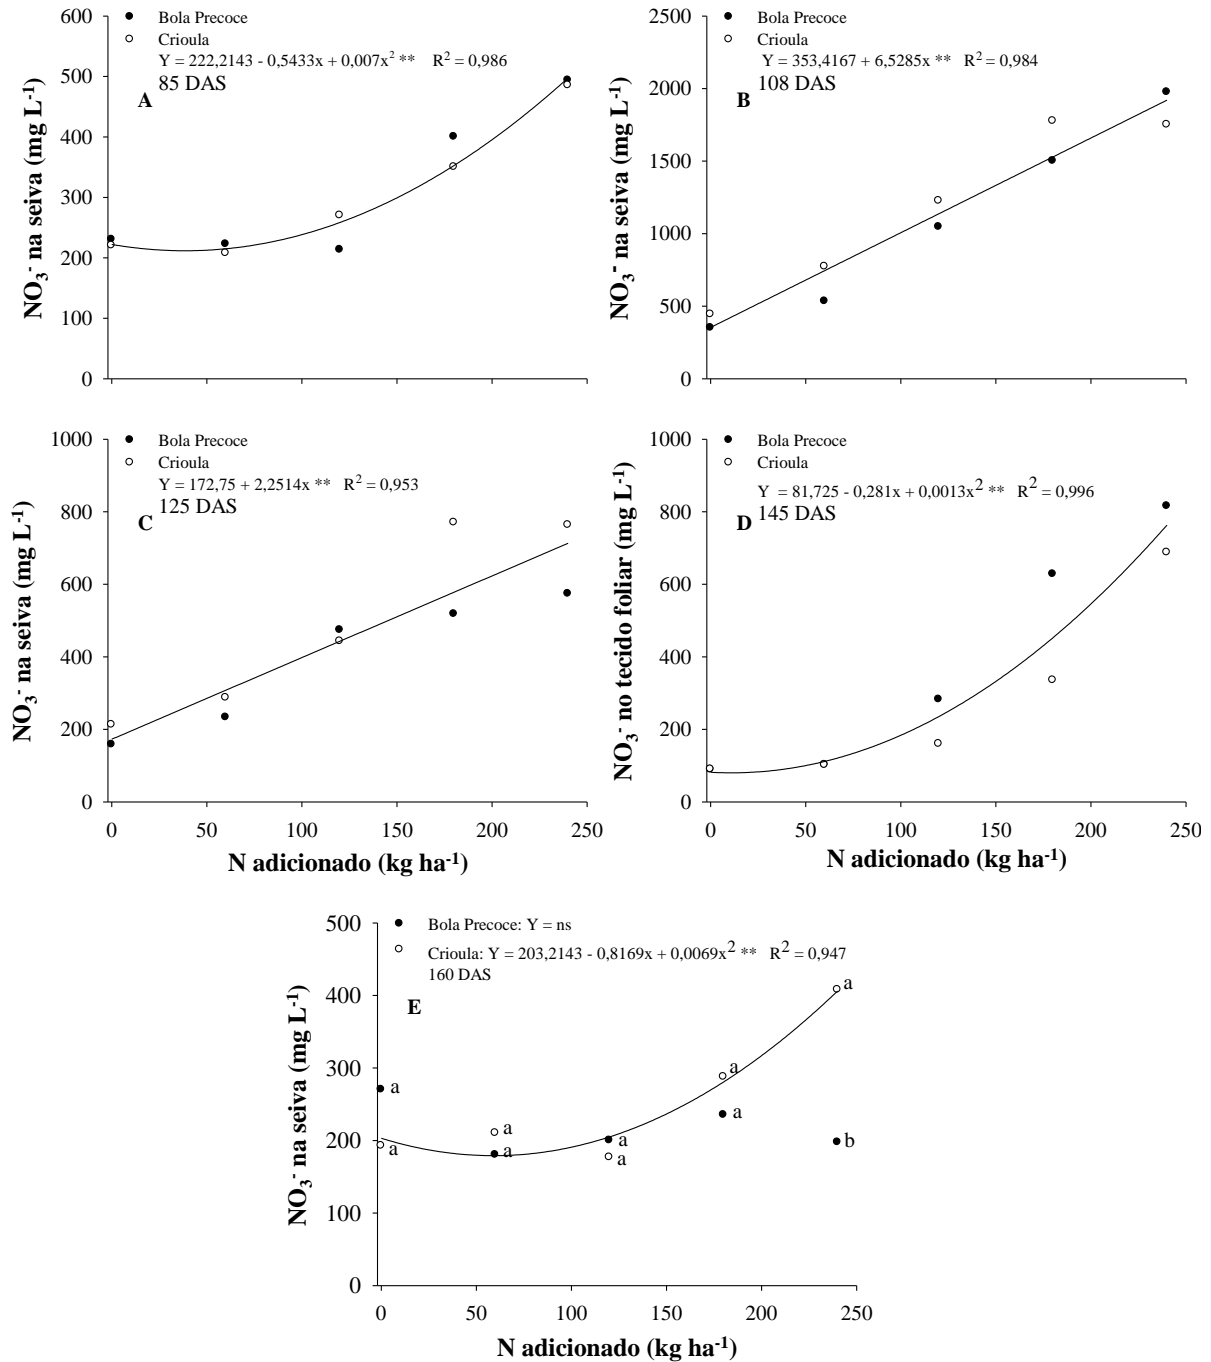 Bola Precoce
Crioula
Y = 222,2143 - 0,5433x + 0,007x² ** R² = 0,986
85 DAS
A
600
500
400
300
200
100
0
NO₃⁻ na seiva (mg L⁻¹)
Bola Precoce
Crioula
Y = 353,4167 + 6,5285x ** R² = 0,984
108 DAS
B
2500
2000
1500
1000
500
0
NO₃⁻ na seiva (mg L⁻¹)
Bola Precoce
Crioula
Y = 172,75 + 2,2514x ** R² = 0,953
125 DAS
C
1000
800
600
400
200
0
NO₃⁻ na seiva (mg L⁻¹)
0 50 100 150 200 250
N adicionado (kg ha⁻¹)
Bola Precoce
Crioula
Y = 81,725 - 0,281x + 0,0013x² ** R² = 0,996
145 DAS
D
1000
800
600
400
200
0
NO₃⁻ no tecido foliar (mg L⁻¹)
0 50 100 150 200 250
N adicionado (kg ha⁻¹)
Bola Precoce: Y = ns
Crioula: Y = 203,2143 - 0,8169x + 0,0069x² ** R² = 0,947
160 DAS
E
500
400
300
200
100
0
NO₃⁻ na seiva (mg L⁻¹)
a
a
a
a
a
a
a
a
a
b
0 50 100 150 200 250
N adicionado (kg ha⁻¹)